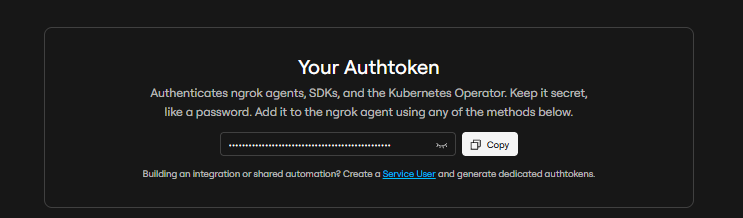 Your Authtoken
Authenticates ngrok agents, SDKs, and the Kubernetes Operator. Keep it secret,
like a password. Add it to the ngrok agent using any of the methods below.
Copy
Building an integration or shared automation? Create a Service User and generate dedicated authtokens.